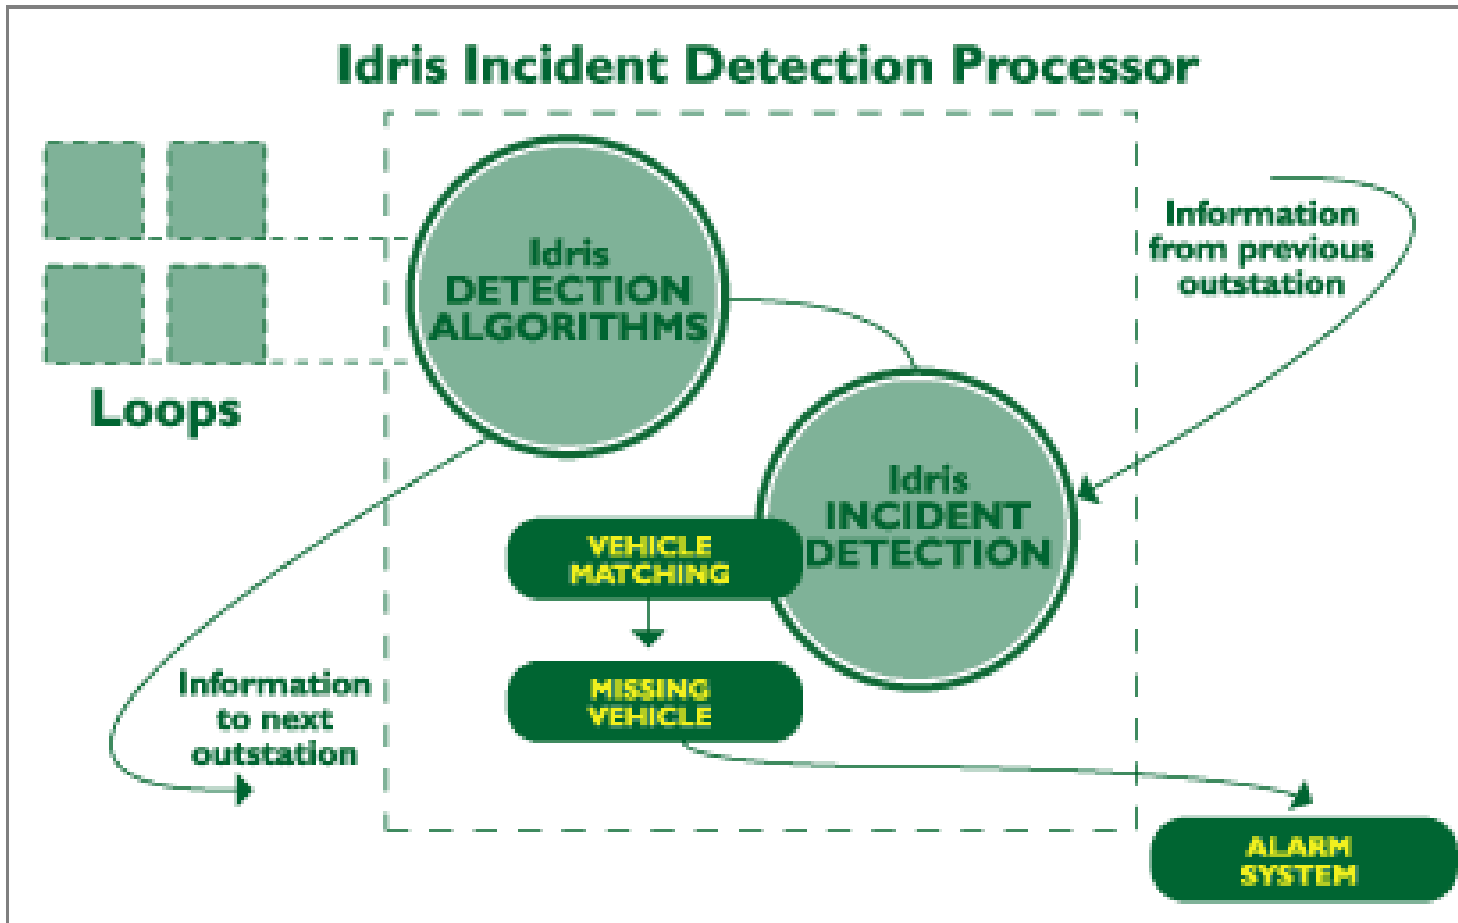 Idris Incident Detection Processor
Idris
DETECTION
ALGORITHMS
Loops
Information
from previous
outstation
Idris
INCIDENT
DETECTION
VEHICLE
MATCHING
MISSING
VEHICLE
Information
to next
outstation
ALARM
SYSTEM